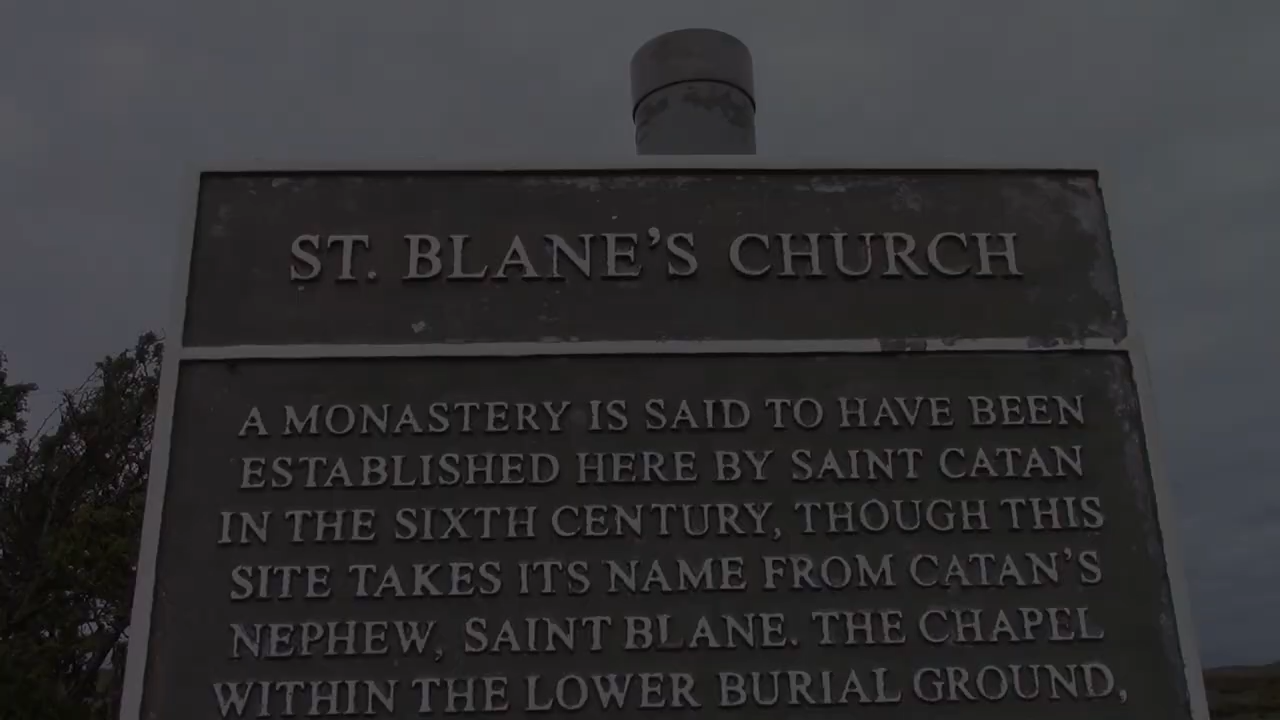 ST. BLANE'S CHURCH
A MONASTERY IS SAID TO HAVE BEEN
ESTABLISHED HERE BY SAINT CATAN
IN THE SIXTH CENTURY, THOUGH THIS
SITE TAKES ITS NAME FROM CATAN'S
NEPHEW, SAINT BLANE. THE CHAPEL
WITHIN THE LOWER BURIAL GROUND,